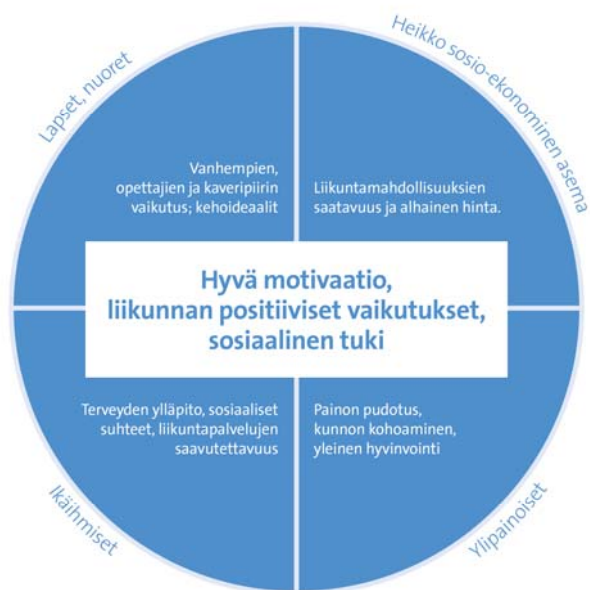 Lapset, nuoret
Heikko sosio-ekonominen asema
Vanhempien,
opettajien ja kaveripiirin
vaikutus; kehoideaalit
Liikuntamahdollisuuksien
saatavuus ja alhainen hinta.
Hyvä motivaatio,
liikunnan positiiviset vaikutukset,
sosiaalinen tuki
Terveyden ylläpito, sosiaaliset
suhteet, liikuntapalvelujen
saavutettavuus
Painon pudotus,
kunnon kohoaminen,
yleinen hyvinvointi
Ikäihmiset
Ylipainoiset